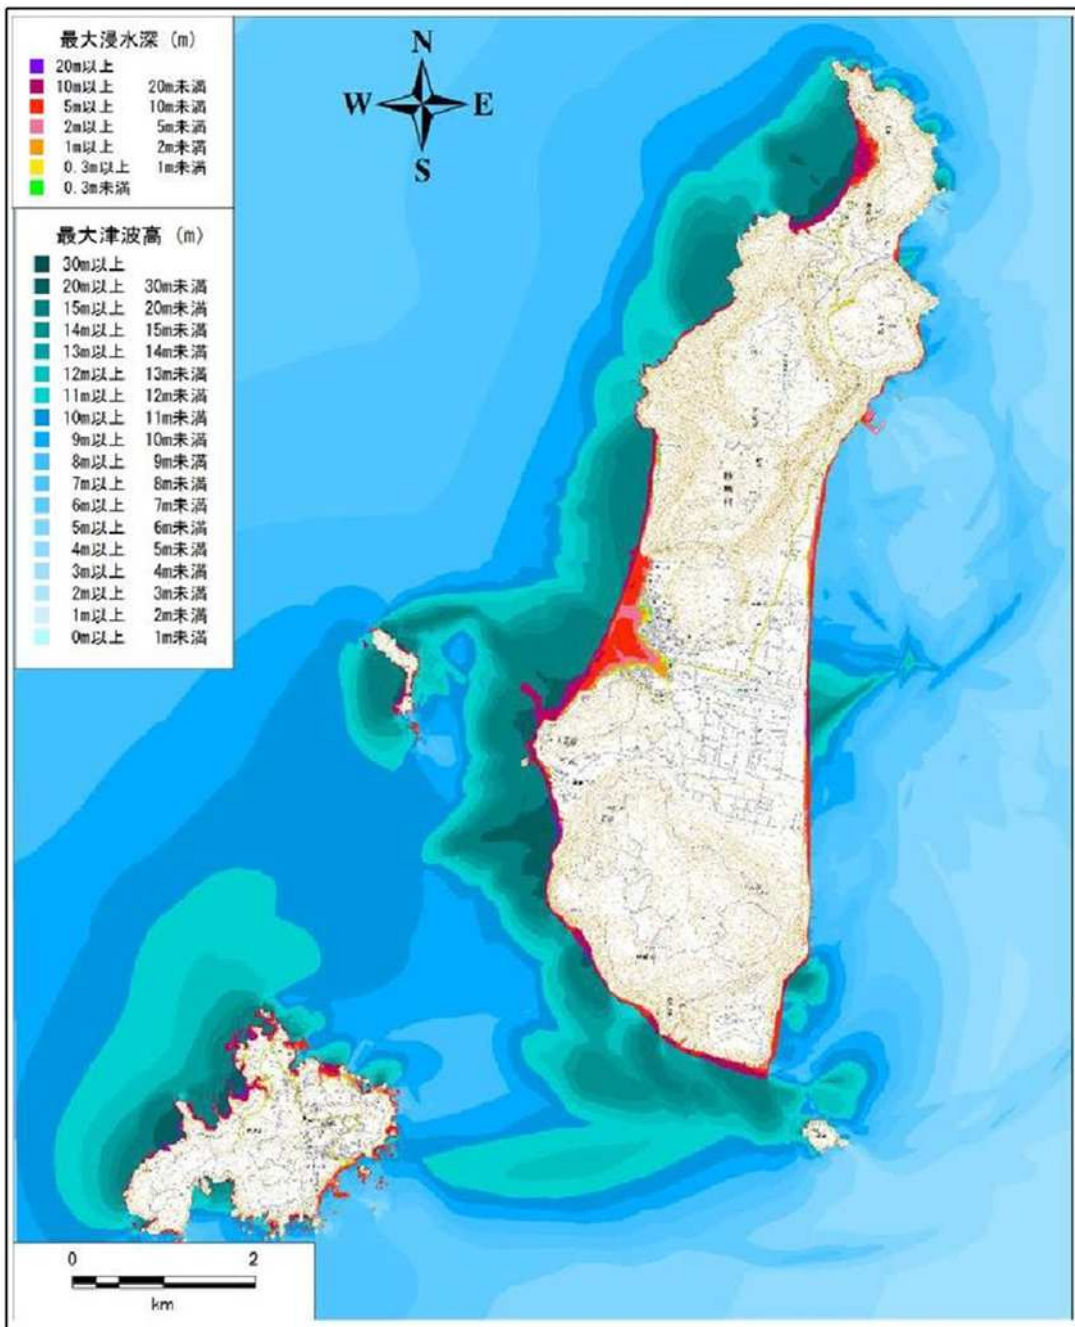 最大浸水深 (m)
20m以上
10m以上 20m未満
5m以上 10m未満
2m以上 5m未満
1m以上 2m未満
0.3m以上 1m未満
0.3m未満
最大津波高 (m)
30m以上
20m以上 30m未満
15m以上 20m未満
14m以上 15m未満
13m以上 14m未満
12m以上 13m未満
11m以上 12m未満
10m以上 11m未満
9m以上 10m未満
8m以上 9m未満
7m以上 8m未満
6m以上 7m未満
5m以上 6m未満
4m以上 5m未満
3m以上 4m未満
2m以上 3m未満
1m以上 2m未満
0m以上 1m未満
N
W E
S
0 2
km